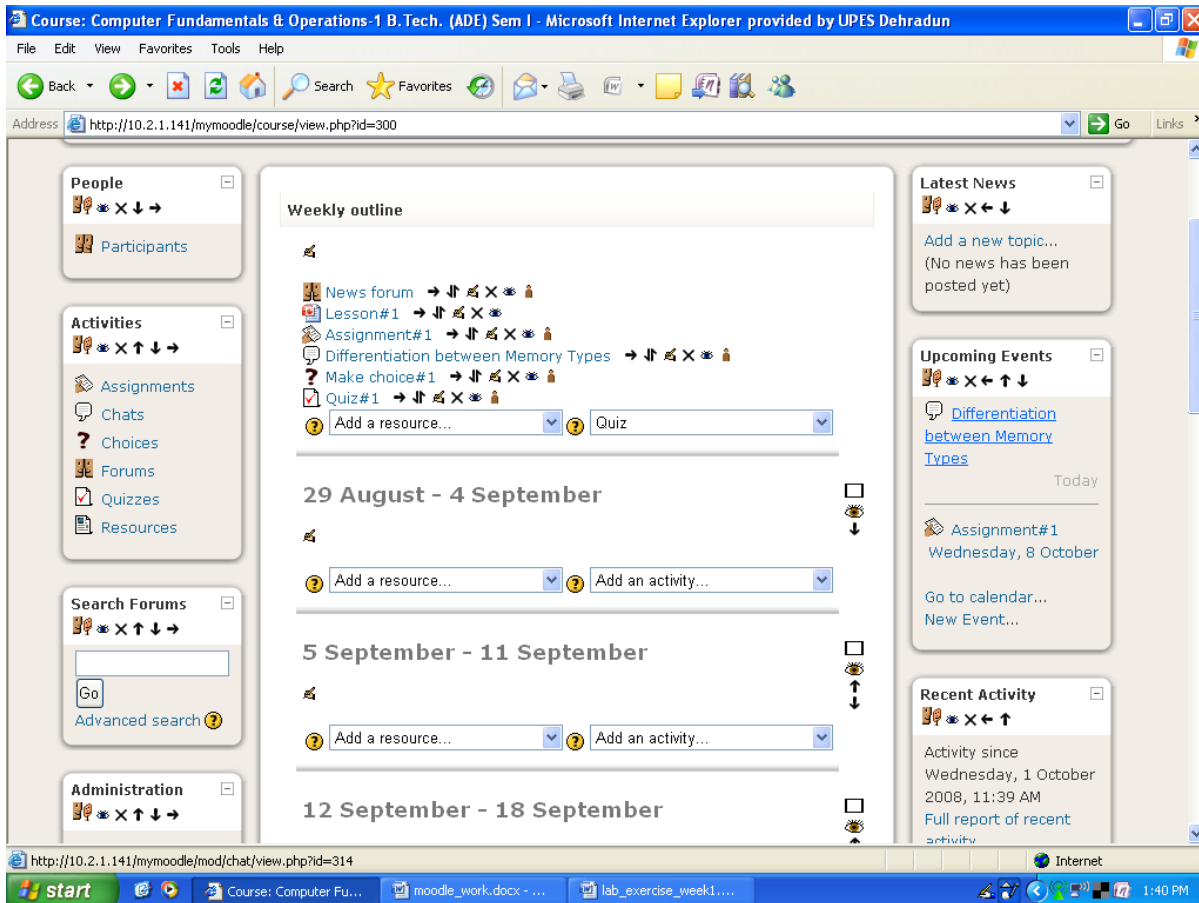 Course: Computer Fundamentals & Operations-1 B.Tech. (ADE) Sem I - Microsoft Internet Explorer provided by UPES Dehradun
File Edit View Favorites Tools Help
Back Search Favorites
Address http://10.2.1.141/mymoodle/course/view.php?id=300 Go Links
People
Participants
Activities
Assignments
Chats
Choices
Forums
Quizzes
Resources
Search Forums
Go
Advanced search
Administration
Weekly outline
News forum
Lesson#1
Assignment#1
Differentiation between Memory Types
Make choice#1
Quiz#1
Add a resource... Quiz
29 August - 4 September
Add a resource... Add an activity...
5 September - 11 September
Add a resource... Add an activity...
12 September - 18 September
Latest News
Add a new topic...
(No news has been
posted yet)
Upcoming Events
Differentiation
between Memory
Types
Today
Assignment#1
Wednesday, 8 October
Go to calendar...
New Event...
Recent Activity
Activity since
Wednesday, 1 October
2008, 11:39 AM
Full report of recent
activity
http://10.2.1.141/mymoodle/mod/chat/view.php?id=314 Internet
start Course: Computer Fu... moodle_work.docx - ... lab_exercise_week1.... 1:40 PM